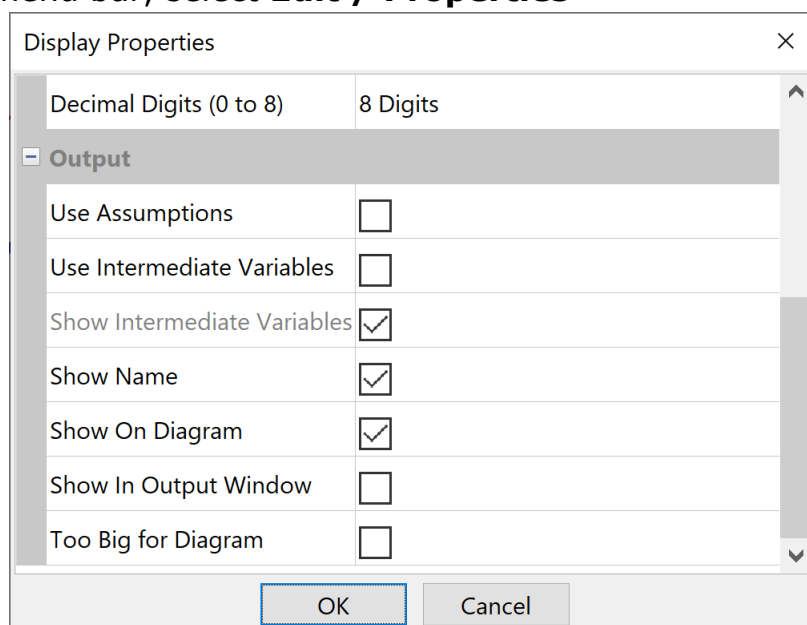 Display Properties
Decimal Digits (0 to 8) 8 Digits
Output
Use Assumptions
Use Intermediate Variables
Show Intermediate Variables
Show Name
Show On Diagram
Show In Output Window
Too Big for Diagram
OK Cancel